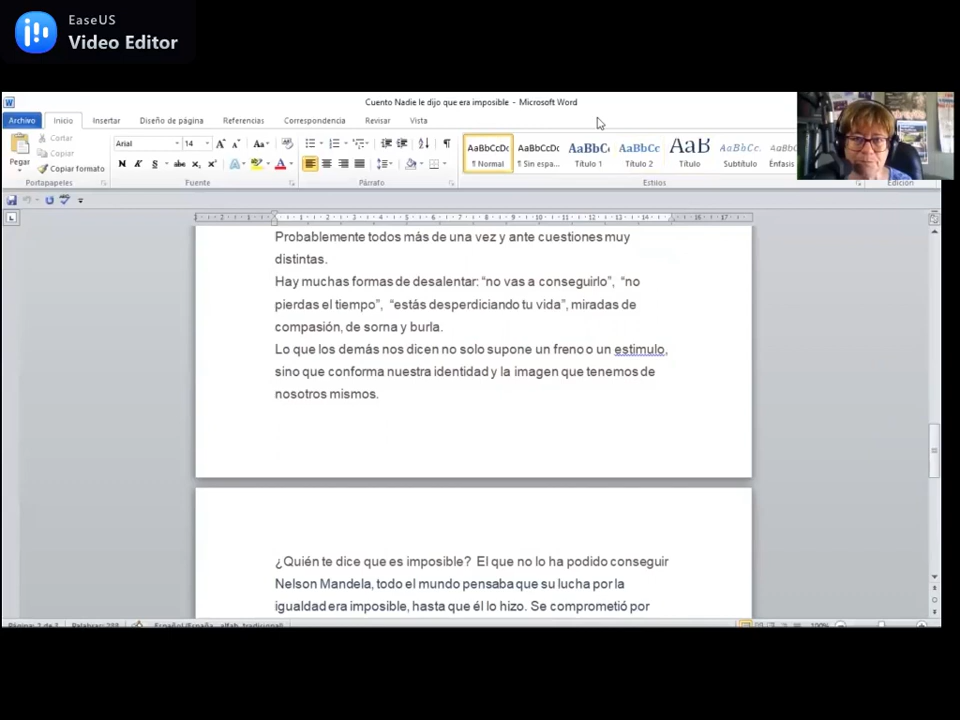 EaseUS
Video Editor
Cuento Nadie le dijo que era imposible - Microsoft Word
Archivo Inicio Insertar Diseño de página Referencias Correspondencia Revisar Vista
Cortar
Copiar
Copiar formato
Pegar
Portapapeles
Arial 14
N K S abc x₂ x²
Fuente
Párrafo
AaBbCcDc AaBbCcDc AaBbC AaBbCc AaB AaBbCc. AaBbCc
¶ Normal ¶ Sin espa... Título 1 Título 2 Título Subtítulo Énfasis
Estilos
Edición
Probablemente todos más de una vez y ante cuestiones muy
distintas.
Hay muchas formas de desalentar: “no vas a conseguirlo”, “no
pierdas el tiempo”, “estás desperdiciando tu vida”, miradas de
compasión, de sorna y burla.
Lo que los demás nos dicen no solo supone un freno o un estimulo,
sino que conforma nuestra identidad y la imagen que tenemos de
nosotros mismos.
¿Quién te dice que es imposible? El que no lo ha podido conseguir
Nelson Mandela, todo el mundo pensaba que su lucha por la
igualdad era imposible, hasta que él lo hizo. Se comprometió por